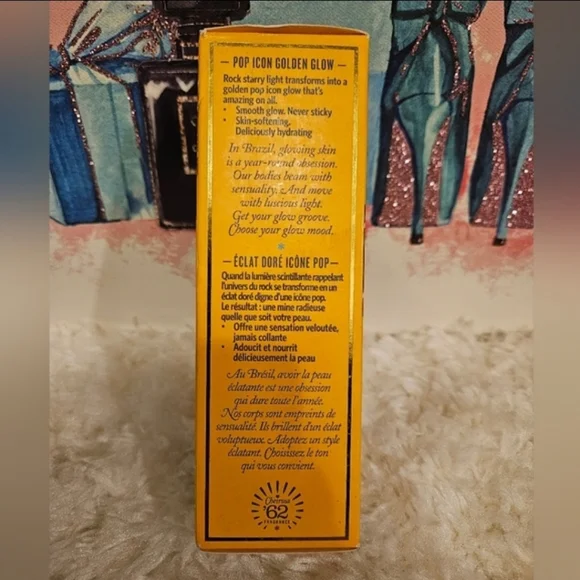 — POP ICON GOLDEN GLOW —
Rock starry light transforms into a
golden pop icon glow that's
amazing on all.
• Smooth glow. Never sticky
• Skin-softening,
Deliciously hydrating
In Brazil, glowing skin
is a year-round obsession.
Our bodies beam with
sensuality. And move
with luscious light.
Get your glow groove.
Choose your glow mood.
— ÉCLAT DORÉ ICÔNE POP —
Quand la lumière scintillante rappelant
l'univers du rock se transforme en un
éclat doré digne d'une icône pop.
Le résultat : une mine radieuse
quelle que soit votre peau.
• Offre une sensation veloutée,
jamais collante
• Adoucit et nourrit
délicieusement la peau
Au Brésil, avoir la peau
éclatante est une obsession
qui dure toute l'année.
Nos corps sont empreints de
sensualité. Ils brillent d'un éclat
voluptueux. Adoptez un style
éclatant. Choisissez le ton
qui vous convient.
Cheirosa
'62
FRAGRANCE